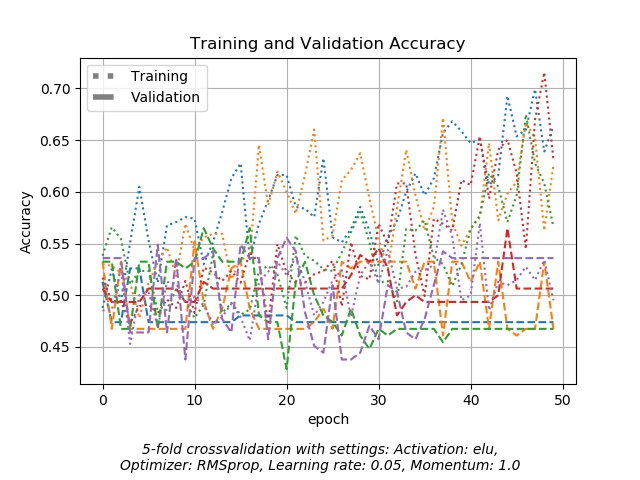 Training and Validation Accuracy
Training
Validation
0.70
0.65
0.60
0.55
0.50
0.45
Accuracy
0 10 20 30 40 50
epoch
5-fold crossvalidation with settings: Activation: elu,
Optimizer: RMSprop, Learning rate: 0.05, Momentum: 1.0